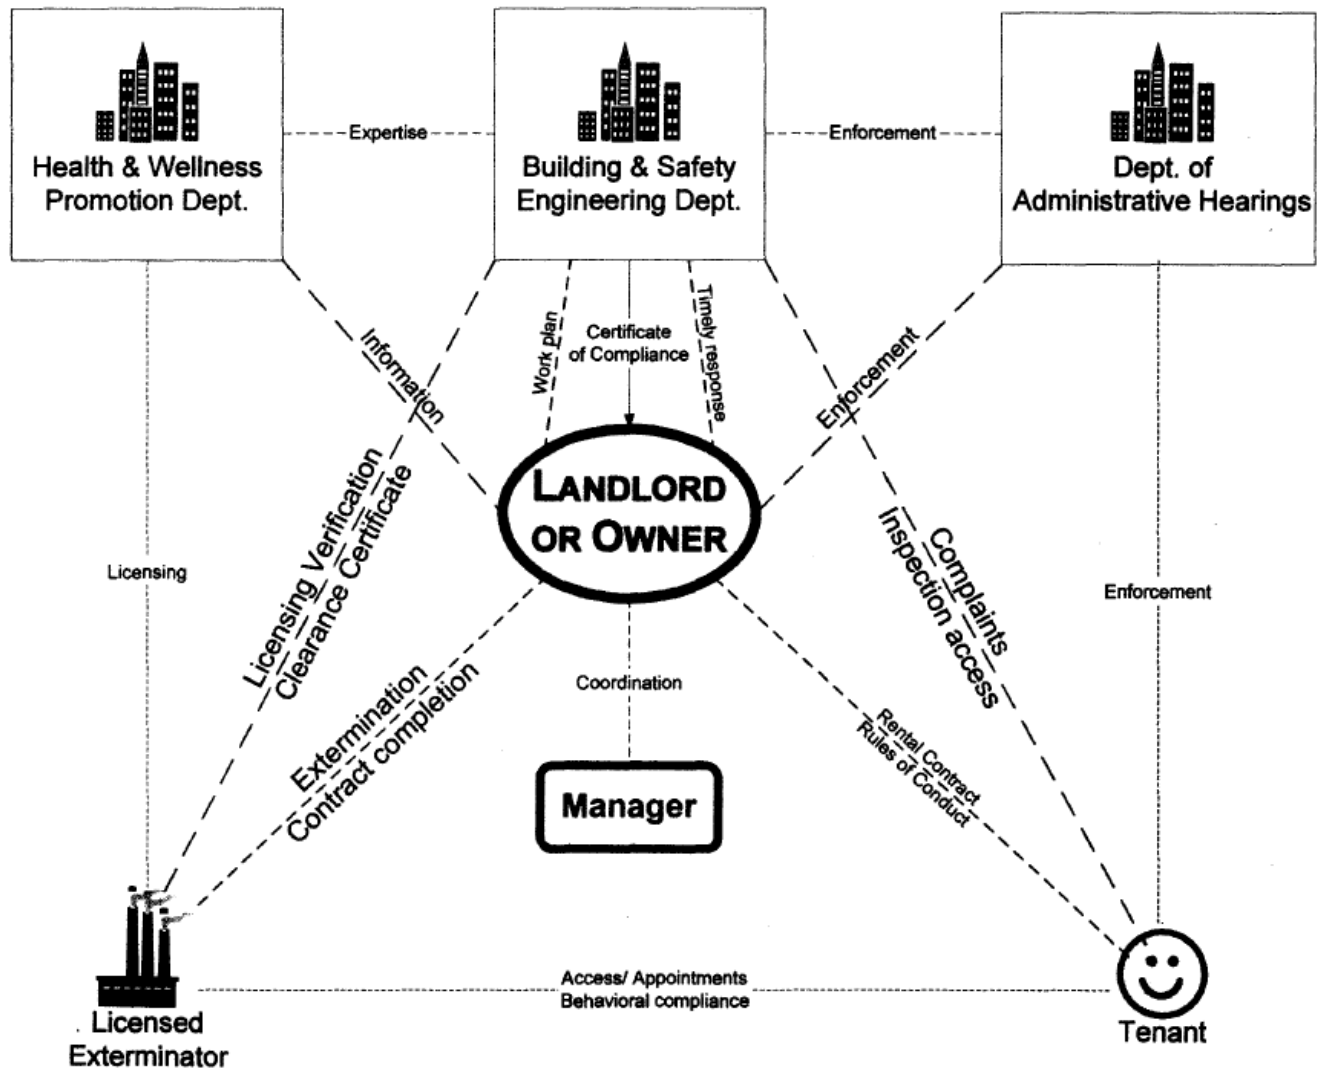 Health & Wellness
Promotion Dept.
Expertise
Building & Safety
Engineering Dept.
Enforcement
Dept. of
Administrative Hearings
Information
Work plan
Certificate
of Compliance
Timely response
Enforcement
LANDLORD
OR OWNER
Licensing Verification
Clearance Certificate
Complaints
Inspection access
Licensing
Enforcement
Extermination
Contract completion
Coordination
Rental Contract
Rules of Conduct
Manager
Access/ Appointments
Behavioral compliance
Licensed
Exterminator
Tenant